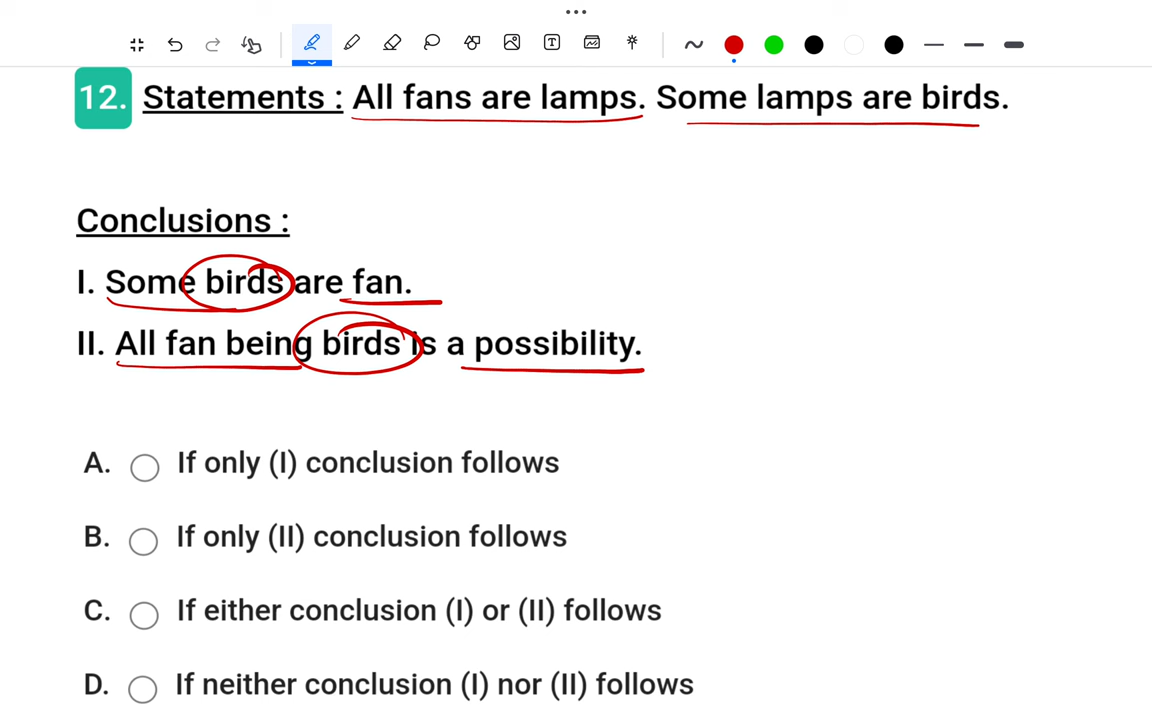 12. Statements : All fans are lamps. Some lamps are birds.
Conclusions :
I. Some birds are fan.
II. All fan being birds is a possibility.
A. If only (I) conclusion follows
B. If only (II) conclusion follows
C. If either conclusion (I) or (II) follows
D. If neither conclusion (I) nor (II) follows